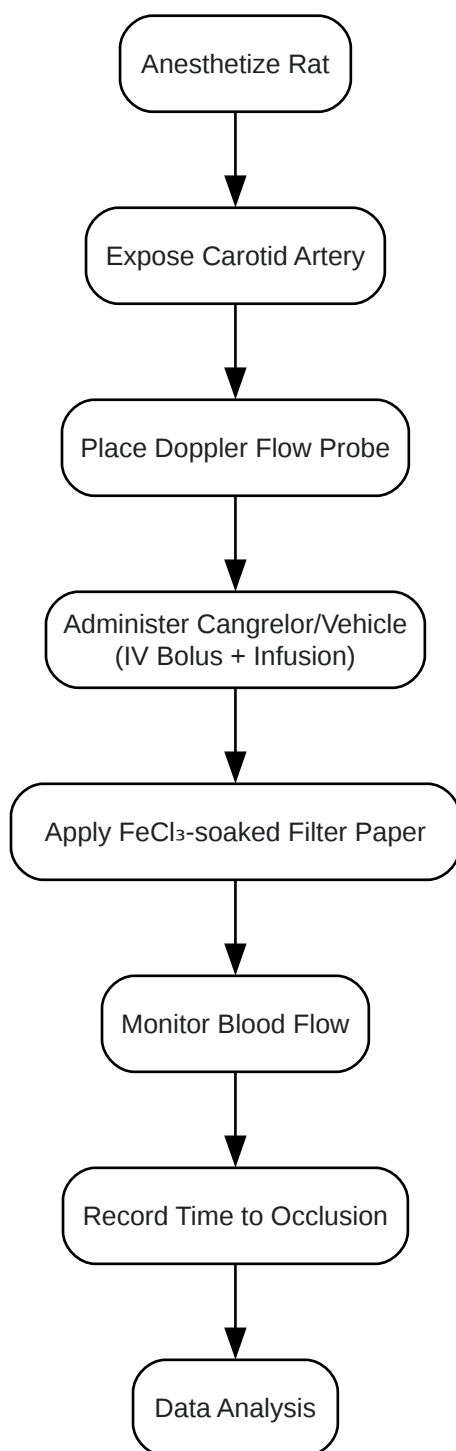 Anesthetize Rat
Expose Carotid Artery
Place Doppler Flow Probe
Administer Cangrelor/Vehicle
(IV Bolus + Infusion)
Apply FeCl₃-soaked Filter Paper
Monitor Blood Flow
Record Time to Occlusion
Data Analysis